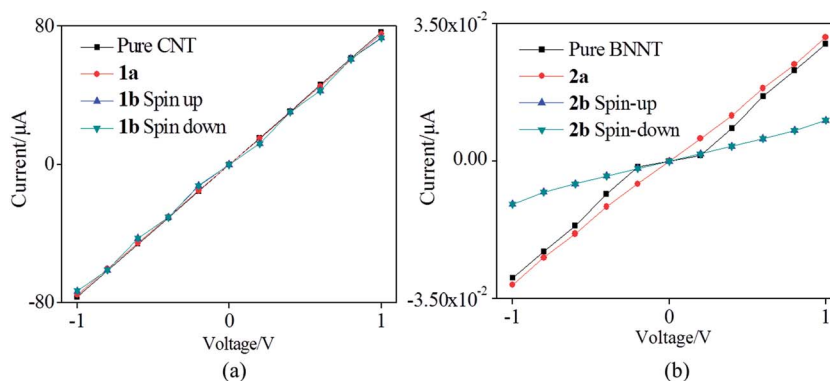 80
Pure CNT
1a
1b Spin up
1b Spin down
Current/μA
0
-80
-1
0
1
Voltage/V
(a)
3.50x10⁻²
Pure BNNT
2a
2b Spin-up
2b Spin-down
Current/μA
0.00
-3.50x10⁻²
-1
0
1
Voltage/V
(b)